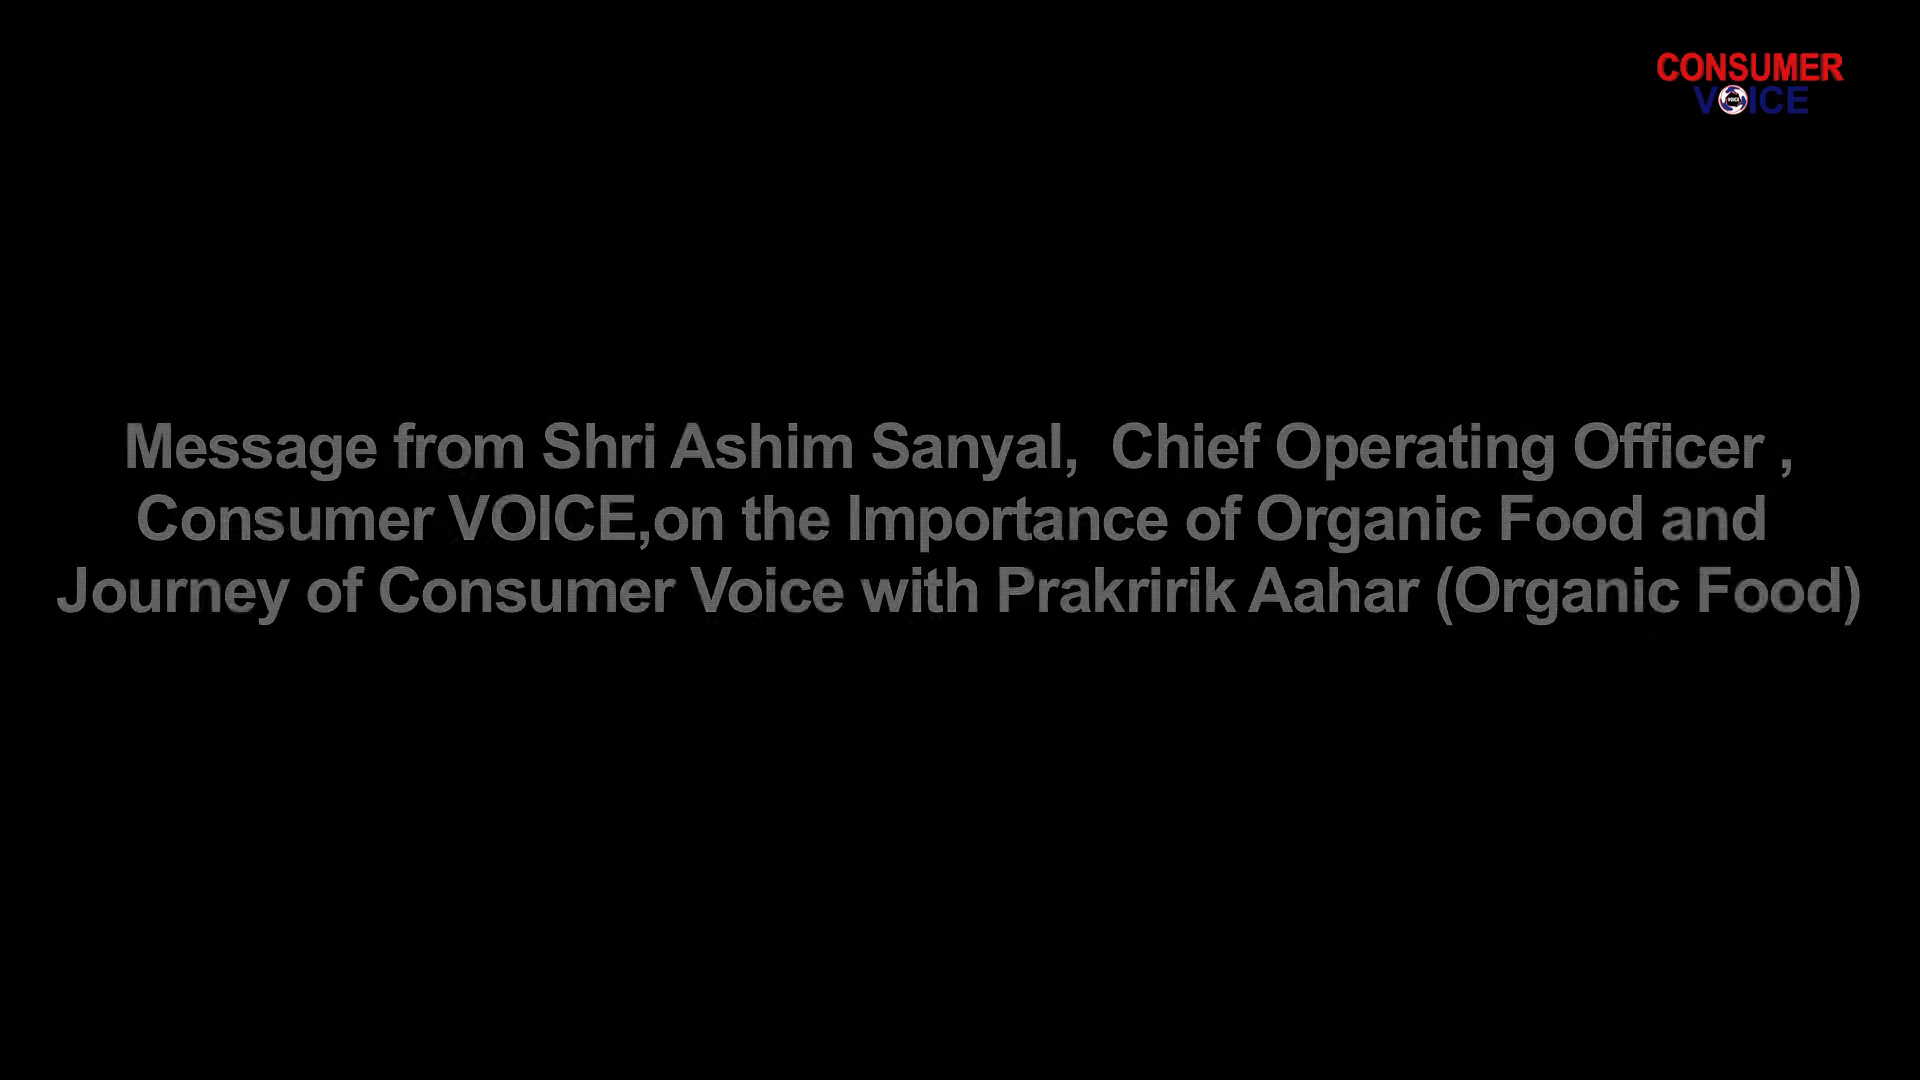 CONSUMER
VOICE
Message from Shri Ashim Sanyal,  Chief Operating Officer ,
Consumer VOICE,on the Importance of Organic Food and
Journey of Consumer Voice with Prakririk Aahar (Organic Food)